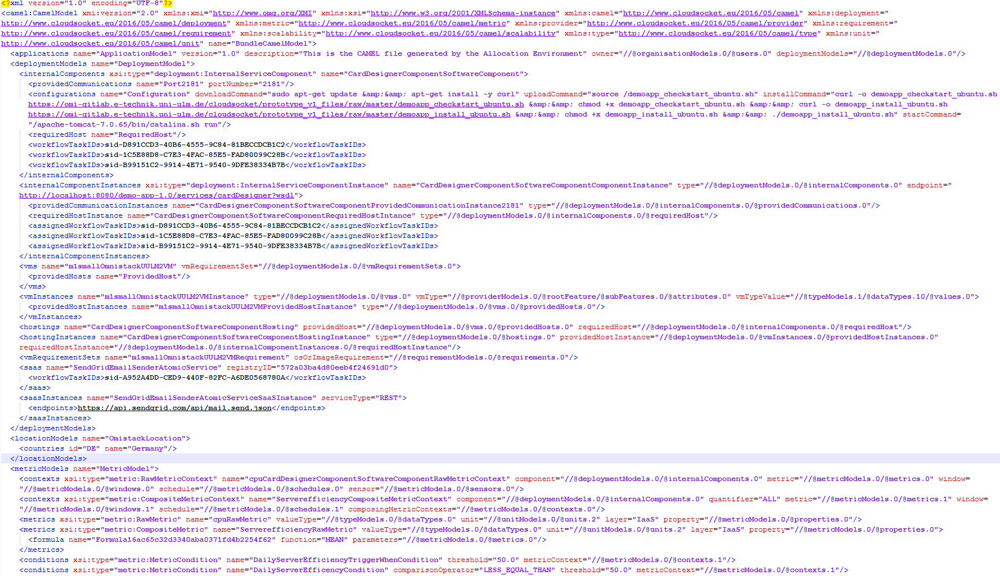 <?xml version="1.0" encoding="UTF-8"?>
<camel:CamelModel xmi:version="2.0" xmlns:xmi="http://www.omg.org/XMI" xmlns:xsi="http://www.w3.org/2001/XMLSchema-instance" xmlns:camel="http://www.cloudsocket.eu/2016/05/camel" xmlns:deployment="
http://www.cloudsocket.eu/2016/05/camel/deployment" xmlns:metric="http://www.cloudsocket.eu/2016/05/camel/metric" xmlns:provider="http://www.cloudsocket.eu/2016/05/camel/provider" xmlns:requirement="
http://www.cloudsocket.eu/2016/05/camel/requirement" xmlns:scalability="http://www.cloudsocket.eu/2016/05/camel/scalability" xmlns:type="http://www.cloudsocket.eu/2016/05/camel/type" xmlns:unit="
http://www.cloudsocket.eu/2016/05/camel/unit" name="BundleCamelModel">
<applications name="ApplicationModel" version="1.0" description="This is the CAMEL file generated by the Allocation Environment" owner="//@organisationModels.0/@users.0" deploymentModels="//@deploymentModels.0"/>
<deploymentModels name="DeploymentModel">
<internalComponents xsi:type="deployment:InternalServiceComponent" name="CardDesignerComponentSoftwareComponent">
<providedCommunications name="Port2181" portNumber="2181"/>
<configurations name="Configuration" downloadCommand="sudo apt-get update &amp;&amp; apt-get install -y curl" uploadCommand="source /demoapp_checkstart_ubuntu.sh" installCommand="curl -o demoapp_checkstart_ubuntu.sh
https://omi-gitlab.e-technik.uni-ulm.de/cloudsocket/prototype_v1_files/raw/master/demoapp_checkstart_ubuntu.sh &amp;&amp; chmod +x demoapp_checkstart_ubuntu.sh &amp;&amp; curl -o demoapp_install_ubuntu.sh
https://omi-gitlab.e-technik.uni-ulm.de/cloudsocket/prototype_v1_files/raw/master/demoapp_install_ubuntu.sh &amp;&amp; chmod +x demoapp_install_ubuntu.sh &amp;&amp; ./demoapp_install_ubuntu.sh" startCommand=
"/apache-tomcat-7.0.65/bin/catalina.sh run"/>
<requiredHost name="RequiredHost"/>
<workflowTaskIDs>sid-D891CCD3-40B6-4555-9C84-81BECCDCB1C2</workflowTaskIDs>
<workflowTaskIDs>sid-1C5E88D8-C7E3-4FAC-85E5-FAD80099C28B</workflowTaskIDs>
<workflowTaskIDs>sid-B99151C2-9914-4E71-9540-9DFE38334B7B</workflowTaskIDs>
</internalComponents>
<internalComponentInstances xsi:type="deployment:InternalServiceComponentInstance" name="CardDesignerComponentSoftwareComponentComponentInstance" type="//@deploymentModels.0/@internalComponents.0" endpoint="
http://localhost:8080/demo-app-1.0/services/cardDesigner?wsdl">
<providedCommunicationInstances name="CardDesignerComponentSoftwareComponentProvidedCommunicationInstance2181" type="//@deploymentModels.0/@internalComponents.0/@providedCommunications.0"/>
<requiredHostInstance name="CardDesignerComponentSoftwareComponentRequiredHostIntance" type="//@deploymentModels.0/@internalComponents.0/@requiredHost"/>
<assignedWorkflowTaskIDs>sid-D891CCD3-40B6-4555-9C84-81BECCDCB1C2</assignedWorkflowTaskIDs>
<assignedWorkflowTaskIDs>sid-1C5E88D8-C7E3-4FAC-85E5-FAD80099C28B</assignedWorkflowTaskIDs>
<assignedWorkflowTaskIDs>sid-B99151C2-9914-4E71-9540-9DFE38334B7B</assignedWorkflowTaskIDs>
</internalComponentInstances>
<vms name="m1smallOmnistackUULM2VM" vmRequirementSet="//@deploymentModels.0/@vmRequirementSets.0">
<providedHosts name="ProvidedHost"/>
</vms>
<vmInstances name="m1smallOmnistackUULM2VMInstance" type="//@deploymentModels.0/@vms.0" vmType="//@providerModels.0/@rootFeature/@subFeatures.0/@attributes.0" vmTypeValue="//@typeModels.1/@dataTypes.10/@values.0">
<providedHostInstances name="m1smallOmnistackUULM2VMProvidedHostInstance" type="//@deploymentModels.0/@vms.0/@providedHosts.0"/>
</vmInstances>
<hostings name="CardDesignerComponentSoftwareComponentHosting" providedHost="//@deploymentModels.0/@vms.0/@providedHosts.0" requiredHost="//@deploymentModels.0/@internalComponents.0/@requiredHost"/>
<hostingInstances name="CardDesignerComponentSoftwareComponentHostingInstance" type="//@deploymentModels.0/@hostings.0" providedHostInstance="//@deploymentModels.0/@vmInstances.0/@providedHostInstances.0"
requiredHostInstance="//@deploymentModels.0/@internalComponentInstances.0/@requiredHostInstance"/>
<vmRequirementSets name="m1smallOmnistackUULM2VMRequirement" osOrImageRequirement="//@requirementModels.0/@requirements.0"/>
<saas name="SendGridEmailSenderAtomicService" registryID="572a03ba4d80eeb4f24691d0">
<workflowTaskIDs>sid-A952A4DD-CED9-440F-82FC-A6DE0568780A</workflowTaskIDs>
</saas>
<saasInstances name="SendGridEmailSenderAtomicServiceSaaSInstance" serviceType="REST">
<endpoints>https://api.sendgrid.com/api/mail.send.json</endpoints>
</saasInstances>
</deploymentModels>
<locationModels name="OmistackLocation">
<countries id="DE" name="Germany"/>
</locationModels>
<metricModels name="MetricModel">
<contexts xsi:type="metric:RawMetricContext" name="cpuCardDesignerComponentSoftwareComponentRawMetricContext" component="//@deploymentModels.0/@internalComponents.0" metric="//@metricModels.0/@metrics.0" window=
"//@metricModels.0/@windows.0" schedule="//@metricModels.0/@schedules.0" sensor="//@metricModels.0/@sensors.0"/>
<contexts xsi:type="metric:CompositeMetricContext" name="ServerefficiencyCompositeMetricContext" component="//@deploymentModels.0/@internalComponents.0" quantifier="ALL" metric="//@metricModels.0/@metrics.1" window=
"//@metricModels.0/@windows.1" schedule="//@metricModels.0/@schedules.1" composingMetricContexts="//@metricModels.0/@contexts.0"/>
<metrics xsi:type="metric:RawMetric" name="cpuRawMetric" valueType="//@typeModels.0/@dataTypes.0" unit="//@unitModels.0/@units.2" layer="IaaS" property="//@metricModels.0/@properties.0"/>
<metrics xsi:type="metric:CompositeMetric" name="ServerefficiencyRawMetric" valueType="//@typeModels.0/@dataTypes.0" unit="//@unitModels.0/@units.2" layer="IaaS" property="//@metricModels.0/@properties.0">
<formula name="Formula16ac65c32d3340aba0371fd4b2254f62" function="MEAN" parameters="//@metricModels.0/@metrics.0"/>
</metrics>
<conditions xsi:type="metric:MetricCondition" name="DailyServerEfficiencyTriggerWhenCondition" threshold="50.0" metricContext="//@metricModels.0/@contexts.1"/>
<conditions xsi:type="metric:MetricCondition" name="DailyServerEfficencyCondition" comparisonOperator="LESS_EQUAL_THAN" threshold="50.0" metricContext="//@metricModels.0/@contexts.1"/>